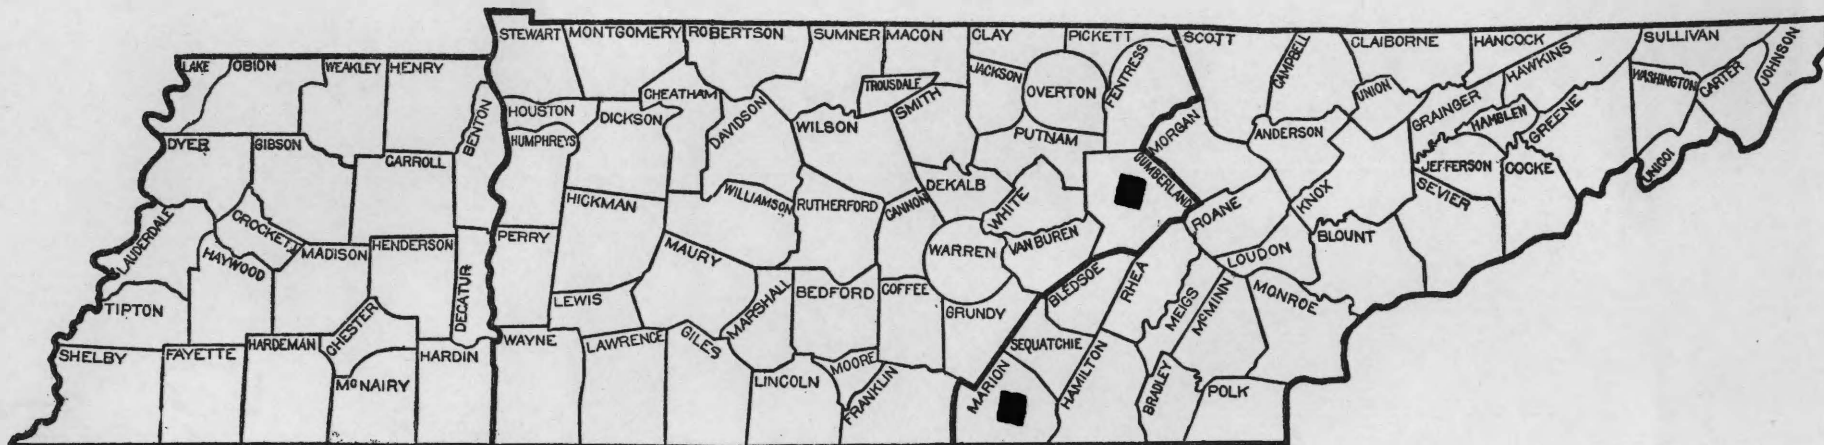 STEWART
MONTGOMERY
ROBERTSON
SUMNER
MACON
CLAY
PICKETT
SCOTT
CAMPBELL
CLAIBORNE
HANCOCK
HAWKINS
SULLIVAN
JOHNSON
LAKE
OBION
WEAKLEY
HENRY
BENTON
HOUSTON
CHEATHAM
TROUSDALE
JACKSON
OVERTON
FENTRESS
UNION
GRAINGER
WASHINGTON
CARTER
HUMPHREYS
DICKSON
DAVIDSON
WILSON
SMITH
PUTNAM
MORGAN
ANDERSON
HAMBLEN
GREENE
DYER
GIBSON
CARROLL
DEKALB
WHITE
CUMBERLAND
JEFFERSON
COCKE
UNICOI
LAUDERDALE
CROCKETT
HICKMAN
WILLIAMSON
RUTHERFORD
CANNON
ROANE
KNOX
SEVIER
HAYWOOD
MADISON
HENDERSON
DECATUR
PERRY
MAURY
WARREN
VAN BUREN
LOUDON
BLOUNT
TIPTON
CHESTER
LEWIS
MARSHALL
BEDFORD
COFFEE
GRUNDY
BLEDSOE
RHEA
MEIGS
McMINN
MONROE
SHELBY
FAYETTE
HARDEMAN
McNAIRY
HARDIN
WAYNE
LAWRENCE
GILES
LINCOLN
MOORE
FRANKLIN
MARION
SEQUATCHIE
HAMILTON
BRADLEY
POLK